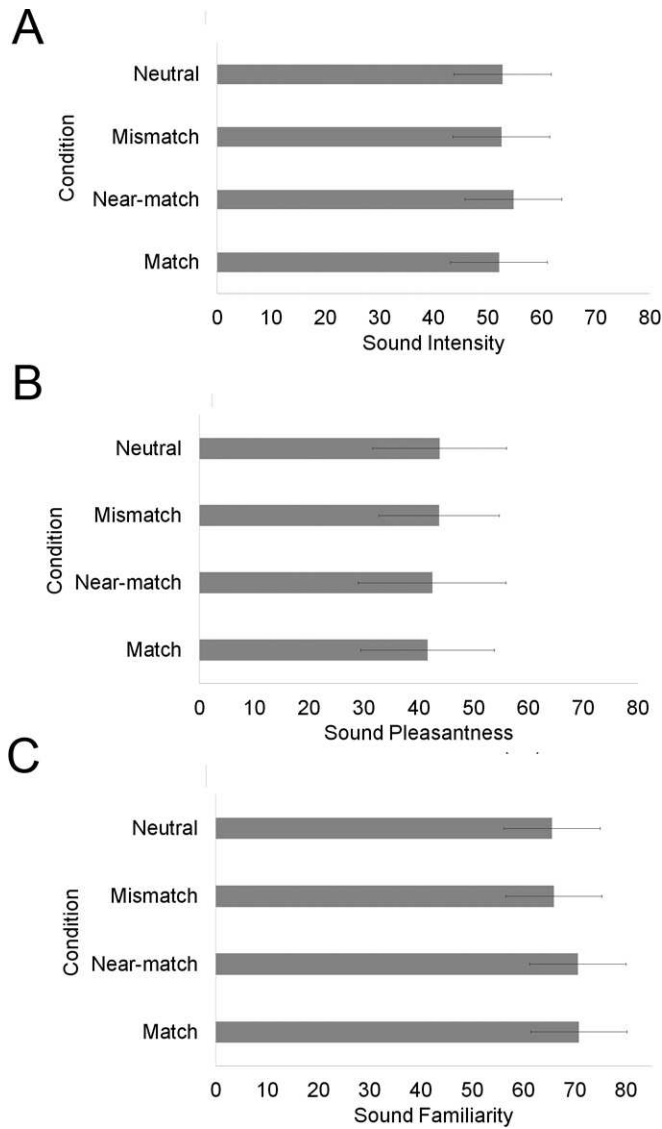 A
Neutral
Mismatch
Near-match
Match
Condition
0 10 20 30 40 50 60 70 80
Sound Intensity
B
Neutral
Mismatch
Near-match
Match
Condition
0 10 20 30 40 50 60 70 80
Sound Pleasantness
C
Neutral
Mismatch
Near-match
Match
Condition
0 10 20 30 40 50 60 70 80
Sound Familiarity